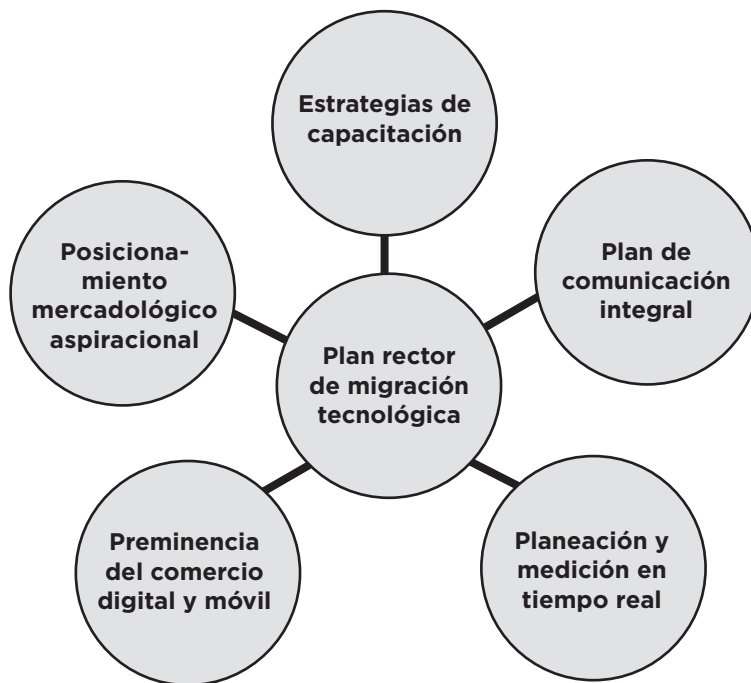 Estrategias de
capacitación
Posiciona-
miento
mercadológico
aspiracional
Plan de
comunicación
integral
Plan rector
de migración
tecnológica
Preminencia
del comercio
digital y móvil
Planeación y
medición en
tiempo real